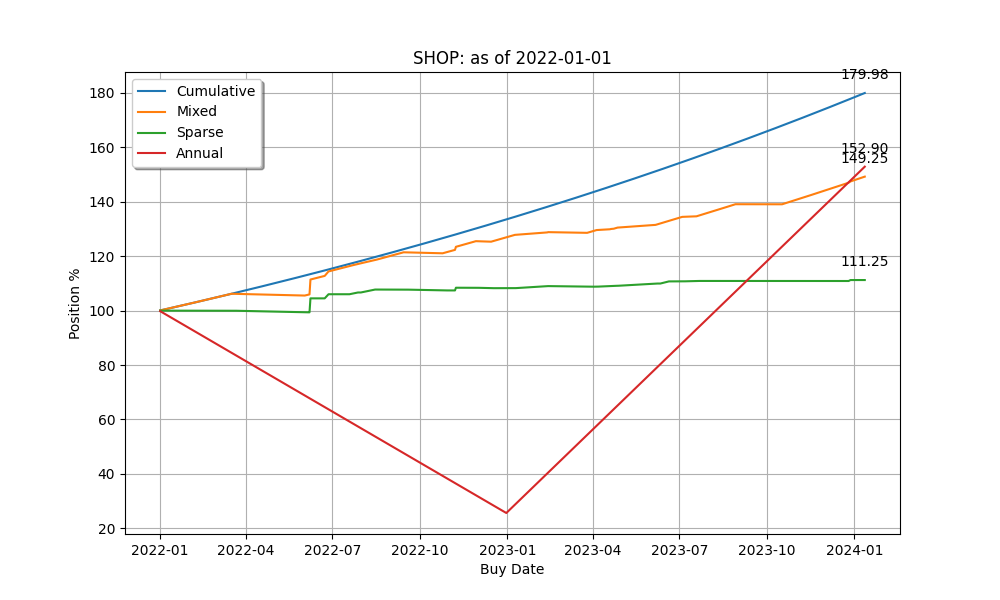 SHOP: as of 2022-01-01
179.98
152.90
149.25
111.25
Cumulative
Mixed
Sparse
Annual
Position %
180
160
140
120
100
80
60
40
20
2022-01 2022-04 2022-07 2022-10 2023-01 2023-04 2023-07 2023-10 2024-01
Buy Date